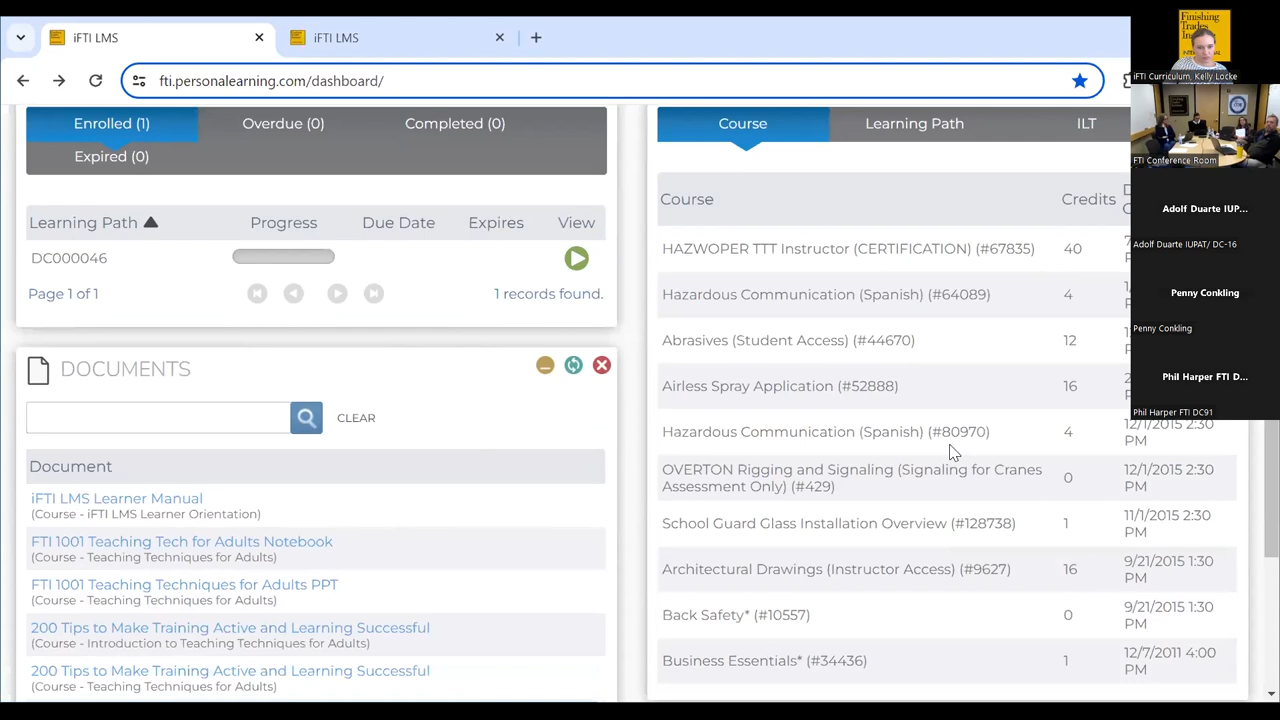 iFTI LMS
iFTI LMS
fti.personalearning.com/dashboard/
Enrolled (1)
Overdue (0)
Completed (0)
Expired (0)
Learning Path
Progress
Due Date
Expires
View
DC000046
Page 1 of 1
1 records found.
DOCUMENTS
CLEAR
Document
iFTI LMS Learner Manual
(Course - iFTI LMS Learner Orientation)
FTI 1001 Teaching Tech for Adults Notebook
(Course - Teaching Techniques for Adults)
FTI 1001 Teaching Techniques for Adults PPT
(Course - Teaching Techniques for Adults)
200 Tips to Make Training Active and Learning Successful
(Course - Introduction to Teaching Techniques for Adults)
200 Tips to Make Training Active and Learning Successful
(Course - Teaching Techniques for Adults)
Course
Learning Path
ILT
Course
Credits
HAZWOPER TTT Instructor (CERTIFICATION) (#67835)
40
Hazardous Communication (Spanish) (#64089)
4
Abrasives (Student Access) (#44670)
12
Airless Spray Application (#52888)
16
Hazardous Communication (Spanish) (#80970)
4
12/1/2015 2:30
PM
OVERTON Rigging and Signaling (Signaling for Cranes
Assessment Only) (#429)
0
12/1/2015 2:30
PM
School Guard Glass Installation Overview (#128738)
1
11/1/2015 2:30
PM
Architectural Drawings (Instructor Access) (#9627)
16
9/21/2015 1:30
PM
Back Safety* (#10557)
0
9/21/2015 1:30
PM
Business Essentials* (#34436)
1
12/7/2011 4:00
PM
Finishing
Trades
iFTI Curriculum, Kelly Locke
FTI Conference Room
Adolf Duarte IUP...
Adolf Duarte IUPAT/ DC-16
Penny Conkling
Penny Conkling
Phil Harper FTI D...
Phil Harper FTI DC91